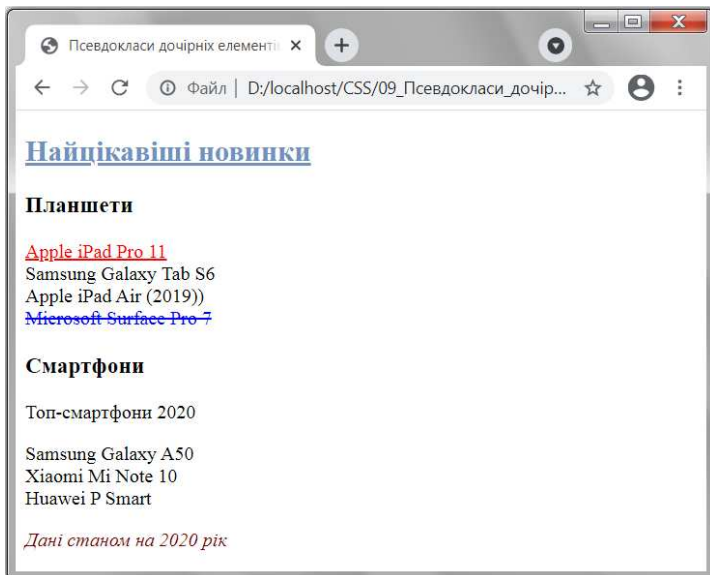 Псевдокласи дочірніх елементі
Файл | D:/localhost/CSS/09_Псевдокласи_дочір...
Найцікавіші новинки
Планшети
Apple iPad Pro 11
Samsung Galaxy Tab S6
Apple iPad Air (2019))
Microsoft Surface Pro 7
Смартфони
Топ-смартфони 2020
Samsung Galaxy A50
Xiaomi Mi Note 10
Huawei P Smart
Дані станом на 2020 рік